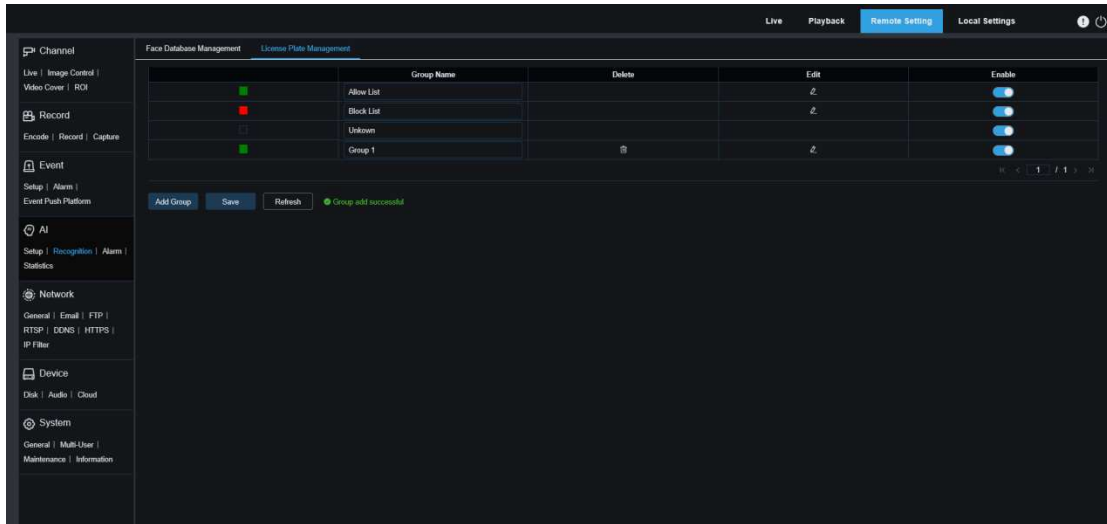 Live Playback Remote Setting Local Settings
Channel
Live | Image Control |
Video Cover | ROI
Record
Encode | Record | Capture
Event
Setup | Alarm |
Event Push Platform
AI
Setup | Recognition | Alarm |
Statistics
Network
General | Email | FTP |
RTSP | DDNS | HTTPS |
IP Filter
Device
Disk | Audio | Cloud
System
General | Multi-User |
Maintenance | Information
Face Database Management License Plate Management
Group Name Delete Edit Enable
Allow List
Block List
Unkown
Group 1
1 / 1
Add Group Save Refresh Group add successful